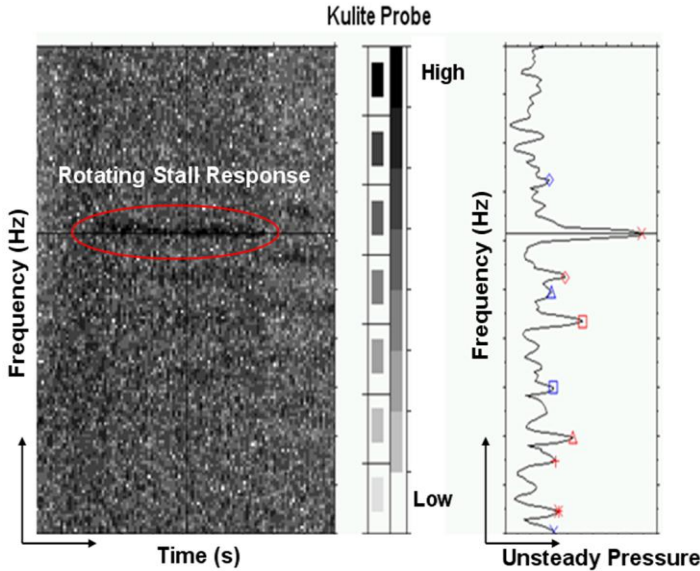 Kulite Probe
High
Rotating Stall Response
Frequency (Hz)
Frequency (Hz)
Low
Time (s)
Unsteady Pressure